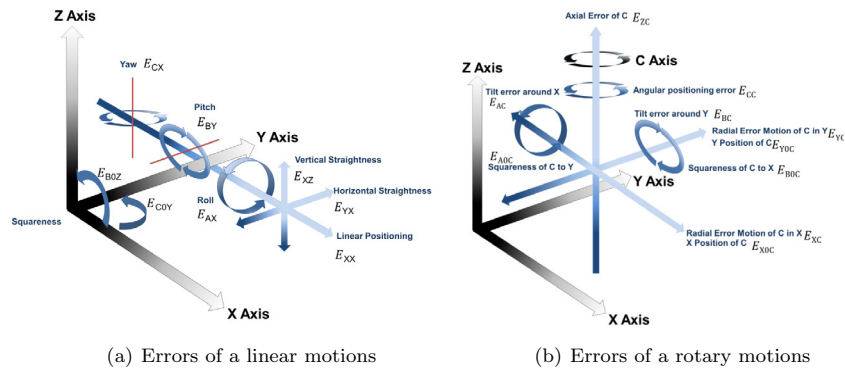 Z Axis
Yaw E_CX
Pitch
E_BY
Y Axis
Vertical Straightness
E_XZ
E_B0Z
Horizontal Straightness
E_C0Y
Roll
E_AX
E_YX
Squareness
Linear Positioning
E_XX
X Axis
(a) Errors of a linear motions
Axial Error of C E_ZC
C Axis
Z Axis
Tilt error around X
E_AC
Angular positioning error E_CC
Tilt error around Y E_BC
Radial Error Motion of C in Y E_YC
Y Position of C E_Y0C
E_A0C
Squareness of C to Y
Squareness of C to X E_B0C
Y Axis
Radial Error Motion of C in X E_XC
X Position of C E_X0C
X Axis
(b) Errors of a rotary motions